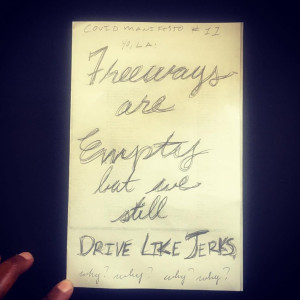 COVID MANIFESTO #11
Yo. LA:
Freeways
are
Empty
but we
still
DRIVE LIKE JERKS
why? why? why? why?